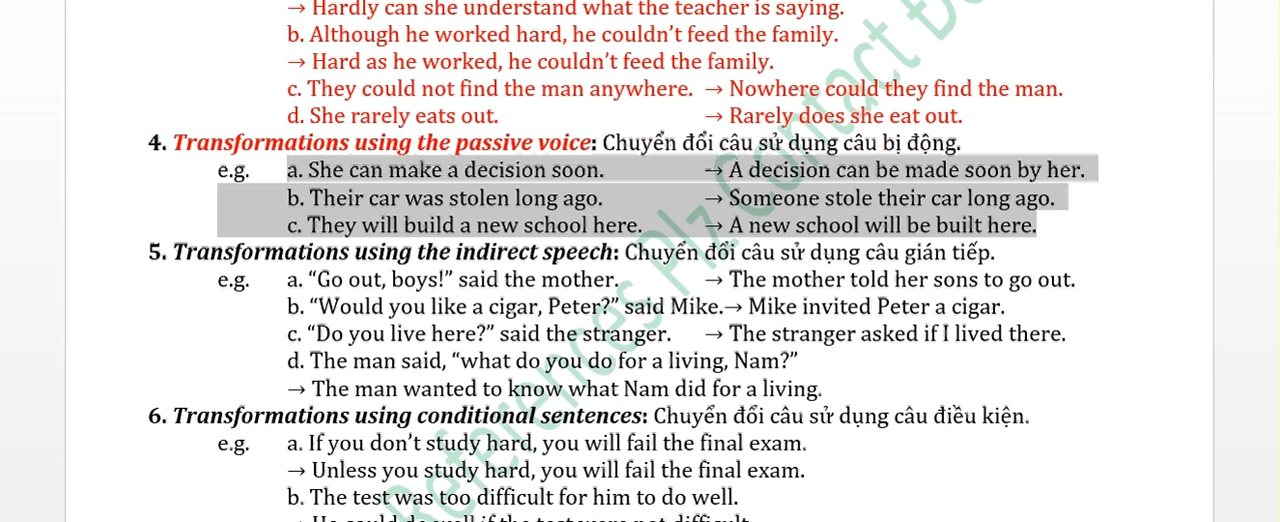 → Hardly can she understand what the teacher is saying.
b. Although he worked hard, he couldn't feed the family.
→ Hard as he worked, he couldn't feed the family.
c. They could not find the man anywhere. → Nowhere could they find the man.
d. She rarely eats out. → Rarely does she eat out.
4. Transformations using the passive voice: Chuyển đổi câu sử dụng câu bị động.
e.g. a. She can make a decision soon. → A decision can be made soon by her.
b. Their car was stolen long ago. → Someone stole their car long ago.
c. They will build a new school here. → A new school will be built here.
5. Transformations using the indirect speech: Chuyển đổi câu sử dụng câu gián tiếp.
e.g. a. “Go out, boys!” said the mother. → The mother told her sons to go out.
b. “Would you like a cigar, Peter?” said Mike.→ Mike invited Peter a cigar.
c. “Do you live here?” said the stranger. → The stranger asked if I lived there.
d. The man said, “what do you do for a living, Nam?”
→ The man wanted to know what Nam did for a living.
6. Transformations using conditional sentences: Chuyển đổi câu sử dụng câu điều kiện.
e.g. a. If you don't study hard, you will fail the final exam.
→ Unless you study hard, you will fail the final exam.
b. The test was too difficult for him to do well.
References Plz Contact